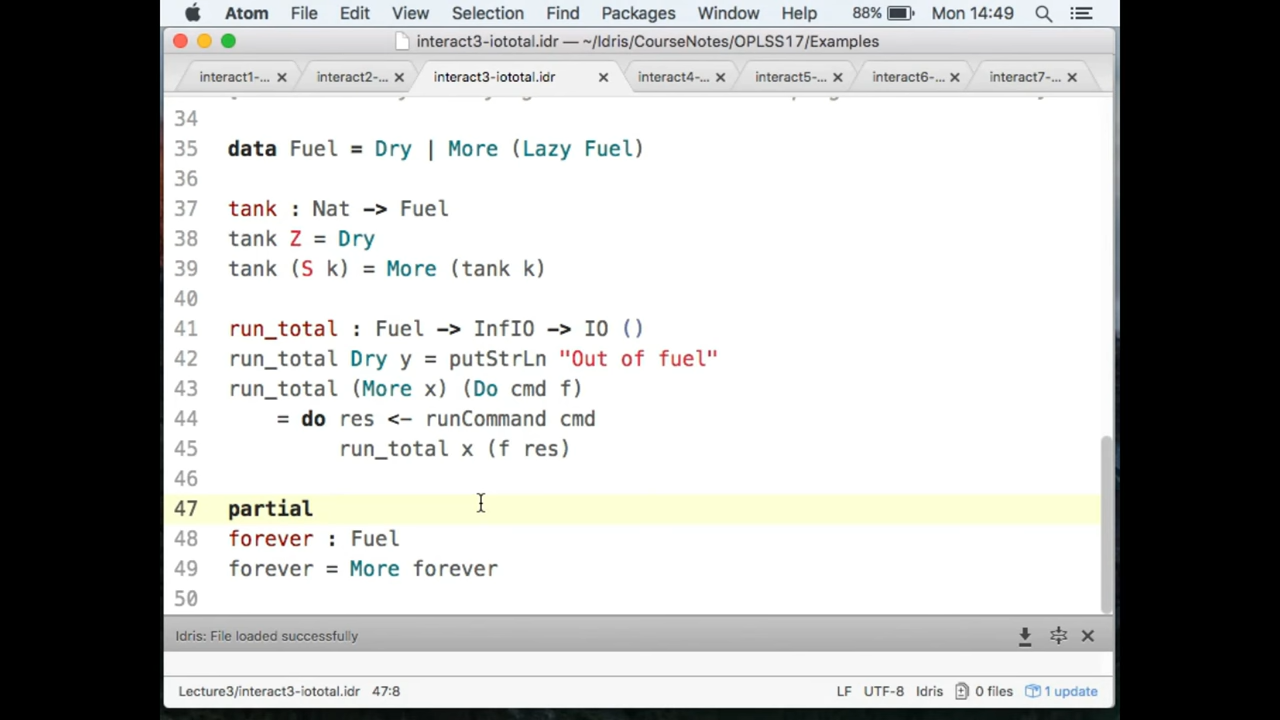 Atom File Edit View Selection Find Packages Window Help 88% Mon 14:49
interact3-iototal.idr — ~/Idris/CourseNotes/OPLSS17/Examples
interact1-... interact2-... interact3-iototal.idr interact4-... interact5-... interact6-... interact7-...
34
35 data Fuel = Dry | More (Lazy Fuel)
36
37 tank : Nat -> Fuel
38 tank Z = Dry
39 tank (S k) = More (tank k)
40
41 run_total : Fuel -> InfIO -> IO ()
42 run_total Dry y = putStrLn "Out of fuel"
43 run_total (More x) (Do cmd f)
44 = do res <- runCommand cmd
45 run_total x (f res)
46
47 partial
48 forever : Fuel
49 forever = More forever
50
Idris: File loaded successfully
Lecture3/interact3-iototal.idr 47:8 LF UTF-8 Idris 0 files 1 update